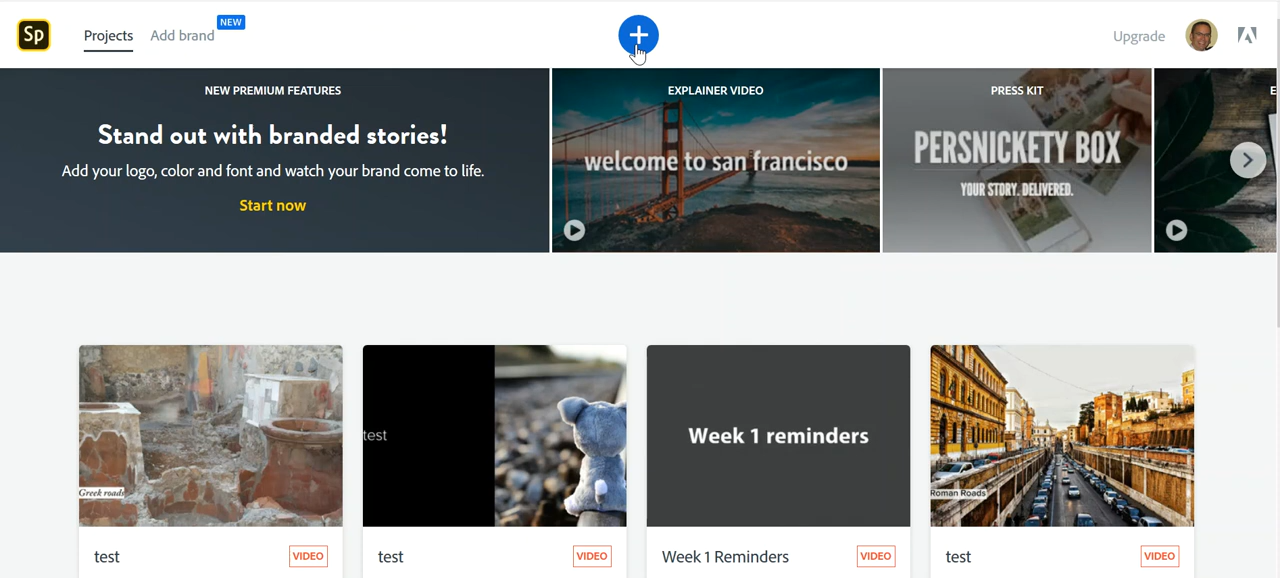 Sp
Projects
Add brand
NEW
Upgrade
NEW PREMIUM FEATURES
Stand out with branded stories!
Add your logo, color and font and watch your brand come to life.
Start now
EXPLAINER VIDEO
welcome to san francisco
PRESS KIT
PERSNICKETY BOX
YOUR STORY. DELIVERED.
E
Greek roads
test
Week 1 reminders
Roman Roads
test
VIDEO
test
VIDEO
Week 1 Reminders
VIDEO
test
VIDEO